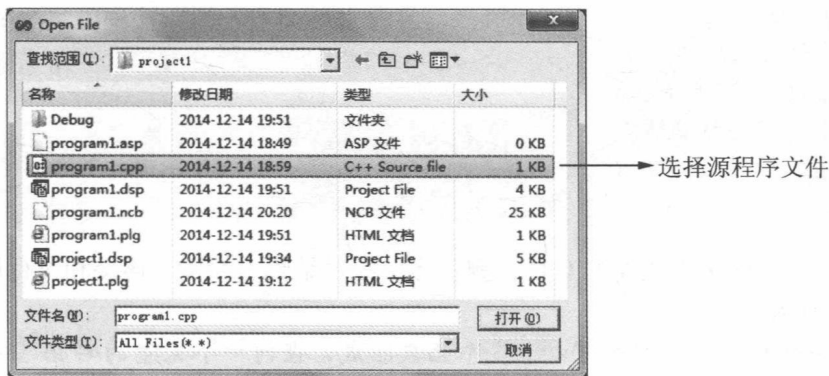 Open File
查找范围(I): project1
名称 修改日期 类型 大小
Debug 2014-12-14 19:51 文件夹
program1.asp 2014-12-14 18:49 ASP 文件 0 KB
program1.cpp 2014-12-14 18:59 C++ Source file 1 KB 选择源程序文件
program1.dsp 2014-12-14 19:51 Project File 4 KB
program1.ncb 2014-12-14 20:20 NCB 文件 25 KB
program1.plg 2014-12-14 19:51 HTML 文档 1 KB
project1.dsp 2014-12-14 19:34 Project File 5 KB
project1.plg 2014-12-14 19:12 HTML 文档 1 KB
文件名(N): program1.cpp 打开(O)
文件类型(T): All Files(*.*) 取消